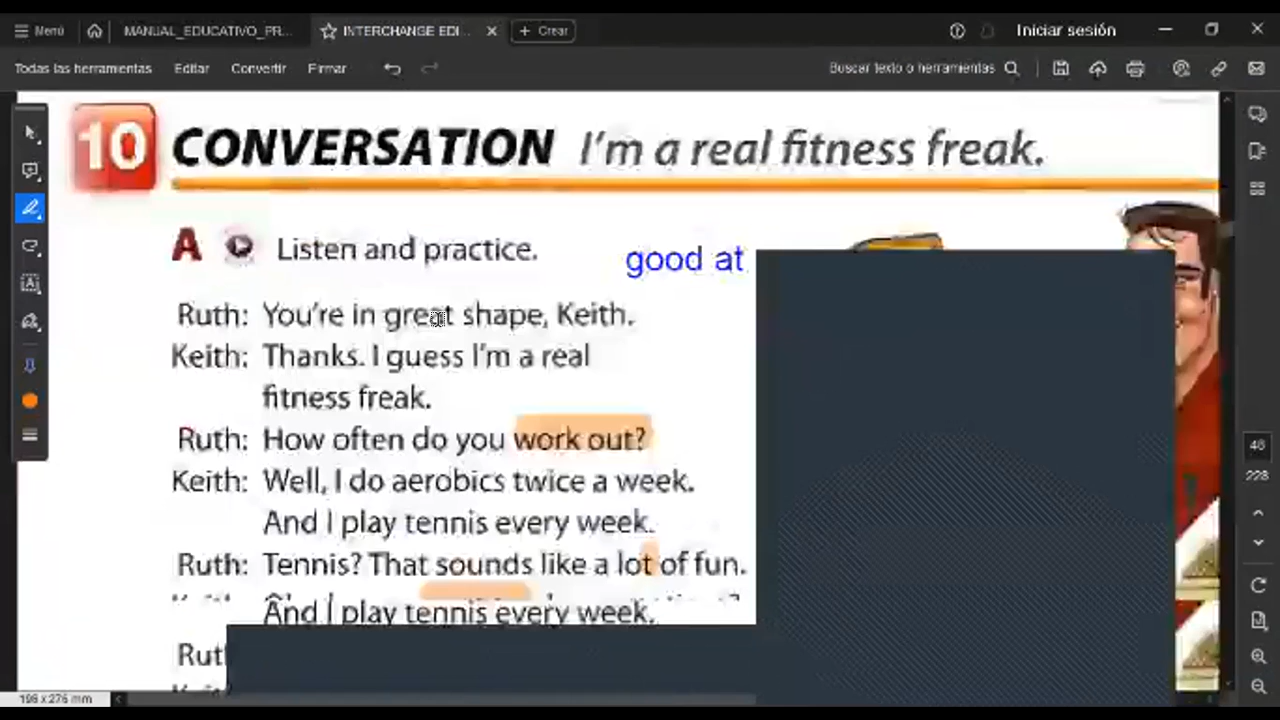 Menú
MANUAL_EDUCATIVO_PR...
INTERCHANGE EDI...
+ Crear
Iniciar sesión
Todas las herramientas
Editar
Convertir
Firmar
Buscar texto o herramientas
10 CONVERSATION I'm a real fitness freak.
A Listen and practice.
good at
Ruth: You're in great shape, Keith.
Keith: Thanks. I guess I'm a real
fitness freak.
Ruth: How often do you work out?
Keith: Well, I do aerobics twice a week.
And I play tennis every week.
Ruth: Tennis? That sounds like a lot of fun.
And I play tennis every week.
48
228
196 x 276 mm